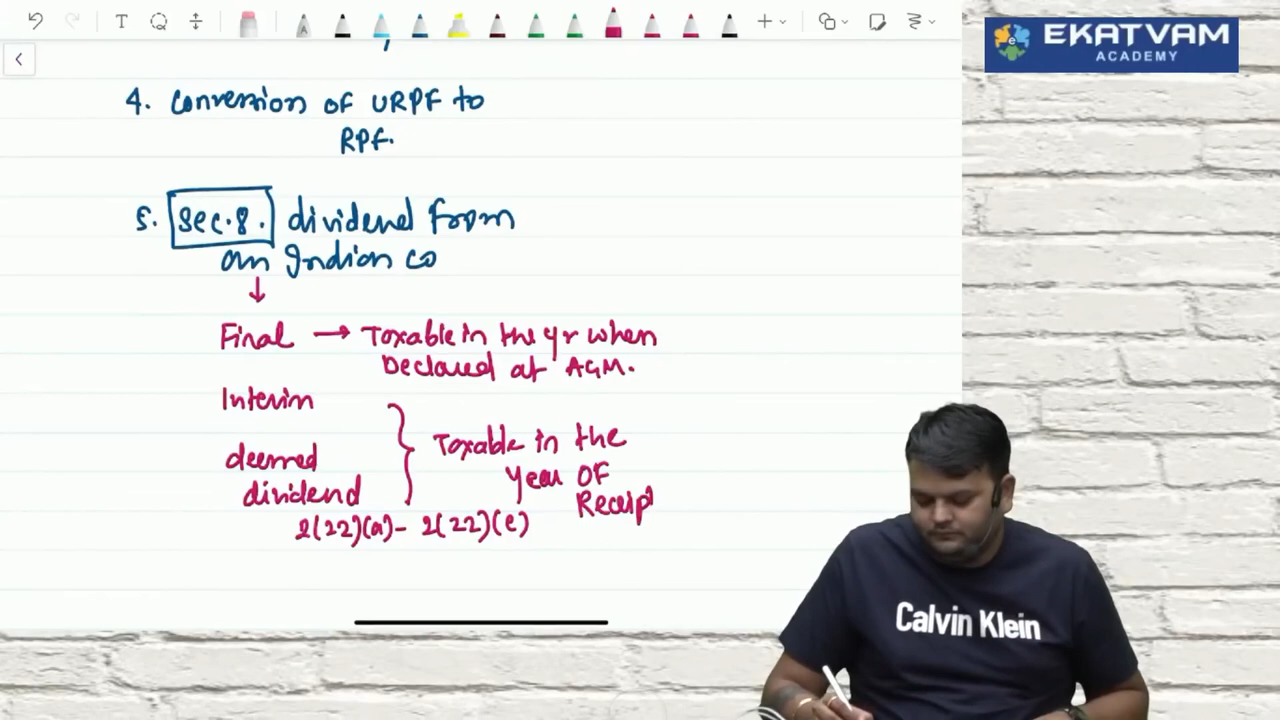 EKATVAM
ACADEMY
4. Conversion of URPF to
RPF.
5. Sec.8. dividend from
an Indian co
↓
Final → Taxable in the yr when
Declared at AGM.
Interim
deemed
dividend
2(22)(a)- 2(22)(e)
Taxable in the
Year OF
Receipt
Calvin Klein